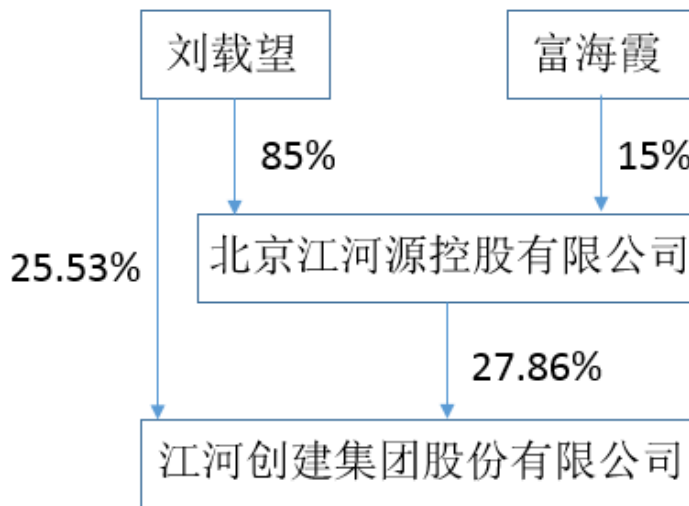 刘载望
富海霞
85%
15%
北京江河源控股有限公司
25.53%
27.86%
江河创建集团股份有限公司